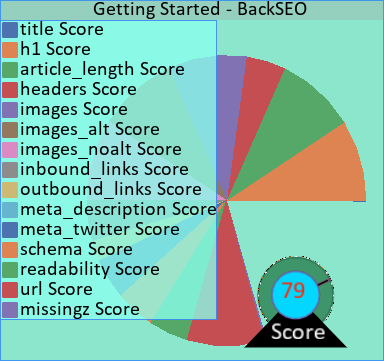 Getting Started - BackSEO
title Score
h1 Score
article_length Score
headers Score
images Score
images_alt Score
images_noalt Score
inbound_links Score
outbound_links Score
meta_description Score
meta_twitter Score
schema Score
readability Score
url Score
missingz Score
79
Score